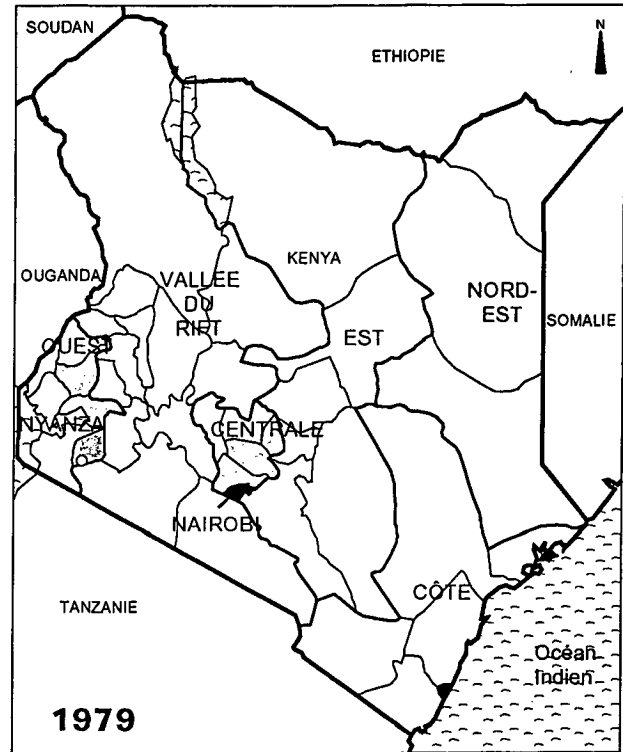 SOUDAN
N
ETHIOPIE
OUGANDA
VALLEE
DU
RIFT
KENYA
NORD-
EST
SOMALIE
OUEST
EST
NYANZA
CENTRALE
NAIROBI
TANZANIE
CÔTE
Océan
Indien
1979